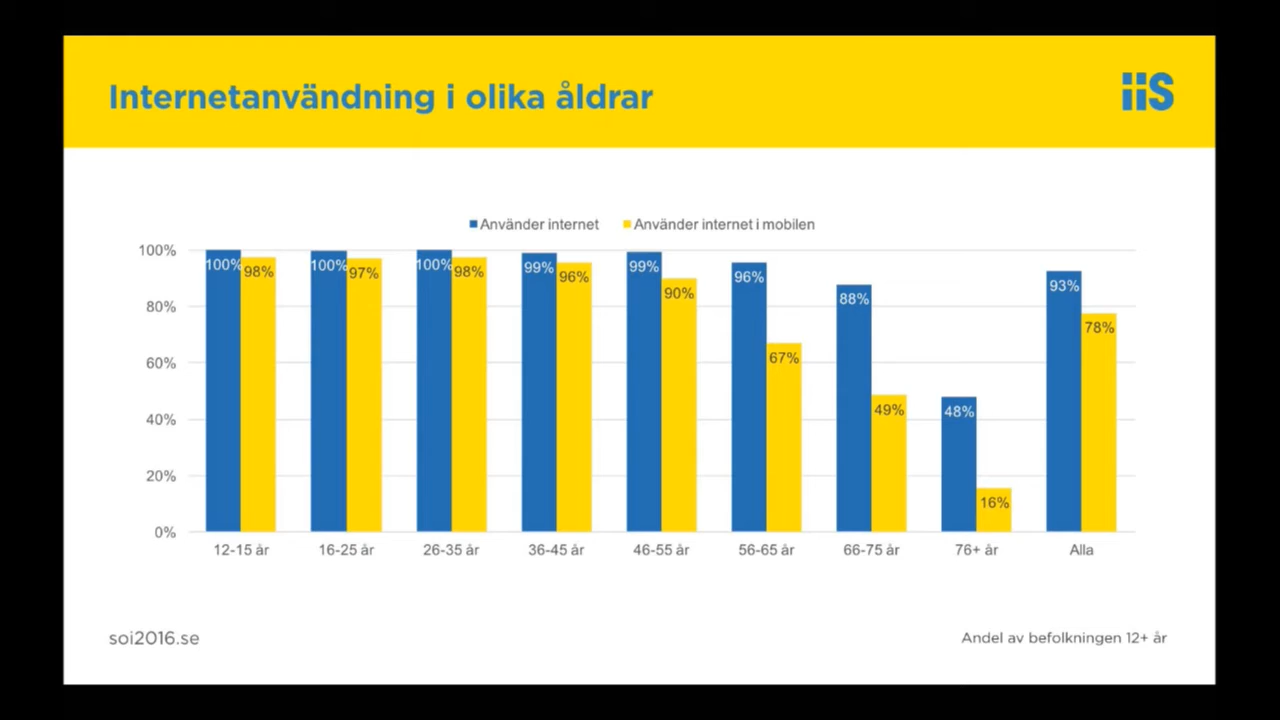 Internetanvändning i olika åldrar
iis
Använder internet Använder internet i mobilen
100%
80%
60%
40%
20%
0%
100% 98% 100% 97% 100% 98% 99% 96% 99% 90% 96% 67% 88% 49% 48% 16% 93% 78%
12-15 år 16-25 år 26-35 år 36-45 år 46-55 år 56-65 år 66-75 år 76+ år Alla
soi2016.se
Andel av befolkningen 12+ år